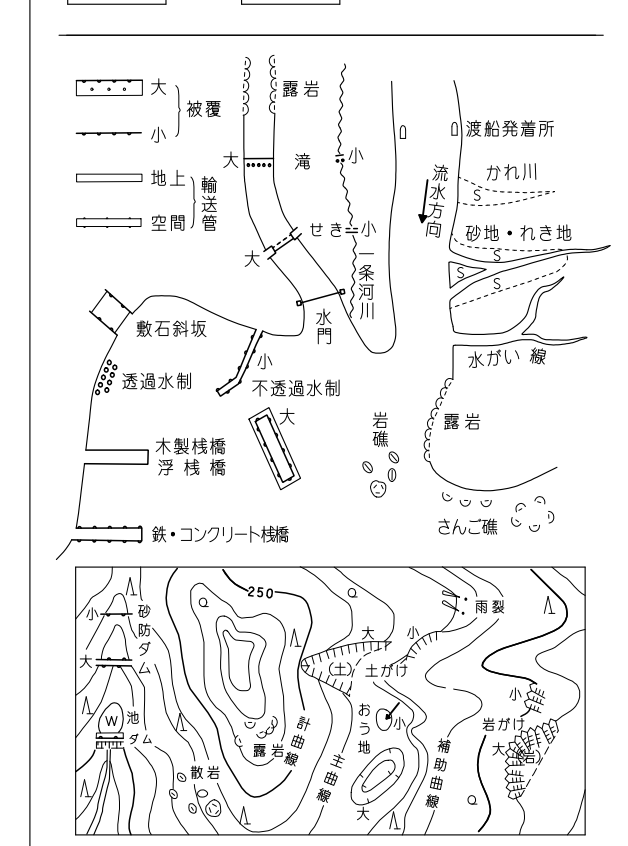 大
小
被覆
地上
空間
輸送管
露岩
大
滝
小
せき
小
大
一条河川
水門
渡船発着所
流水方向
かれ川
S
砂地・れき地
S
S
S
水がい線
露岩
敷石斜坂
透過水制
小
不透過水制
大
岩礁
木製桟橋
浮桟橋
さんご礁
鉄・コンクリート桟橋
250
小
砂防ダム
大
W
池
ダム
散岩
露岩
計曲線
主曲線
補助曲線
大
小
(土)
土がけ
おう地
小
大
雨裂
小
岩がけ
大
(岩)